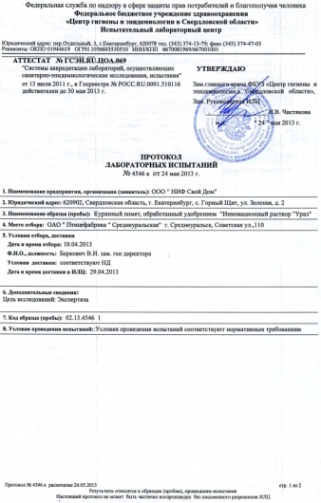 Федеральная служба по надзору в сфере защиты прав потребителей и благополучия человека
Федеральное бюджетное учреждение здравоохранения
«Центр гигиены и эпидемиологии в Свердловской области»
Испытательный лабораторный центр
Юридический адрес: пер.Отдельный, 3, г.Екатеринбург, 620078 тел. (343) 374-13-79; факс (343) 374-47-03
АТТЕСТАТ № ГСЭН.RU.ЦОА.069
"Системы аккредитации лабораторий, осуществляющих
санитарно-эпидемиологические исследования, испытания"
от 13 июля 2011 г., в Госреестре № РОСС.RU.0001.510116
действителен до 30 мая 2013 г.
УТВЕРЖДАЮ
Зам.главного врача ФБУЗ «Центр гигиены и
эпидемиологии в Свердловской области»,
Зам. Руководителя ИЛЦ
И.В. Чистякова
" 24 " мая 2013 г.
ПРОТОКОЛ
ЛАБОРАТОРНЫХ ИСПЫТАНИЙ
№ 4546 к от 24 мая 2013 г.
1. Наименование предприятия, организации (заявитель): ООО " НИФ Свой Дом"
2. Юридический адрес: 620902, Свердловская область, г. Екатеринбург, с. Горный Щит, ул. Зеленая, д. 2
3. Наименование образца (пробы): Куринный помет, обработанный удобрением "Инновационный раствор "Урал"
4. Место отбора: ОАО " Птицефабрика " Среднеуральская" г. Среднеуральск, Советская ул.,110
5. Условия отбора, доставки
Дата и время отбора: 10.04.2013
Ф.И.О., должность: Беркович В.И. зам. ген директора
Условия доставки: соответствуют НД
Дата и время доставки в ИЛЦ: 29.04.2013
6. Дополнительные сведения:
Цель исследований: Экспертиза
7. Код образца (пробы): 02.13.4546 1
8. Условия проведения испытаний: Условия проведения испытаний соответствуют нормативным требованиям
Протокол № 4546 к распечатан 24.05.2013
стр. 1 из 2
Результаты относятся к образцам (пробам), прошедшим испытания
Настоящий протокол не может быть частично воспроизведен без письменного разрешения ИЛЦ